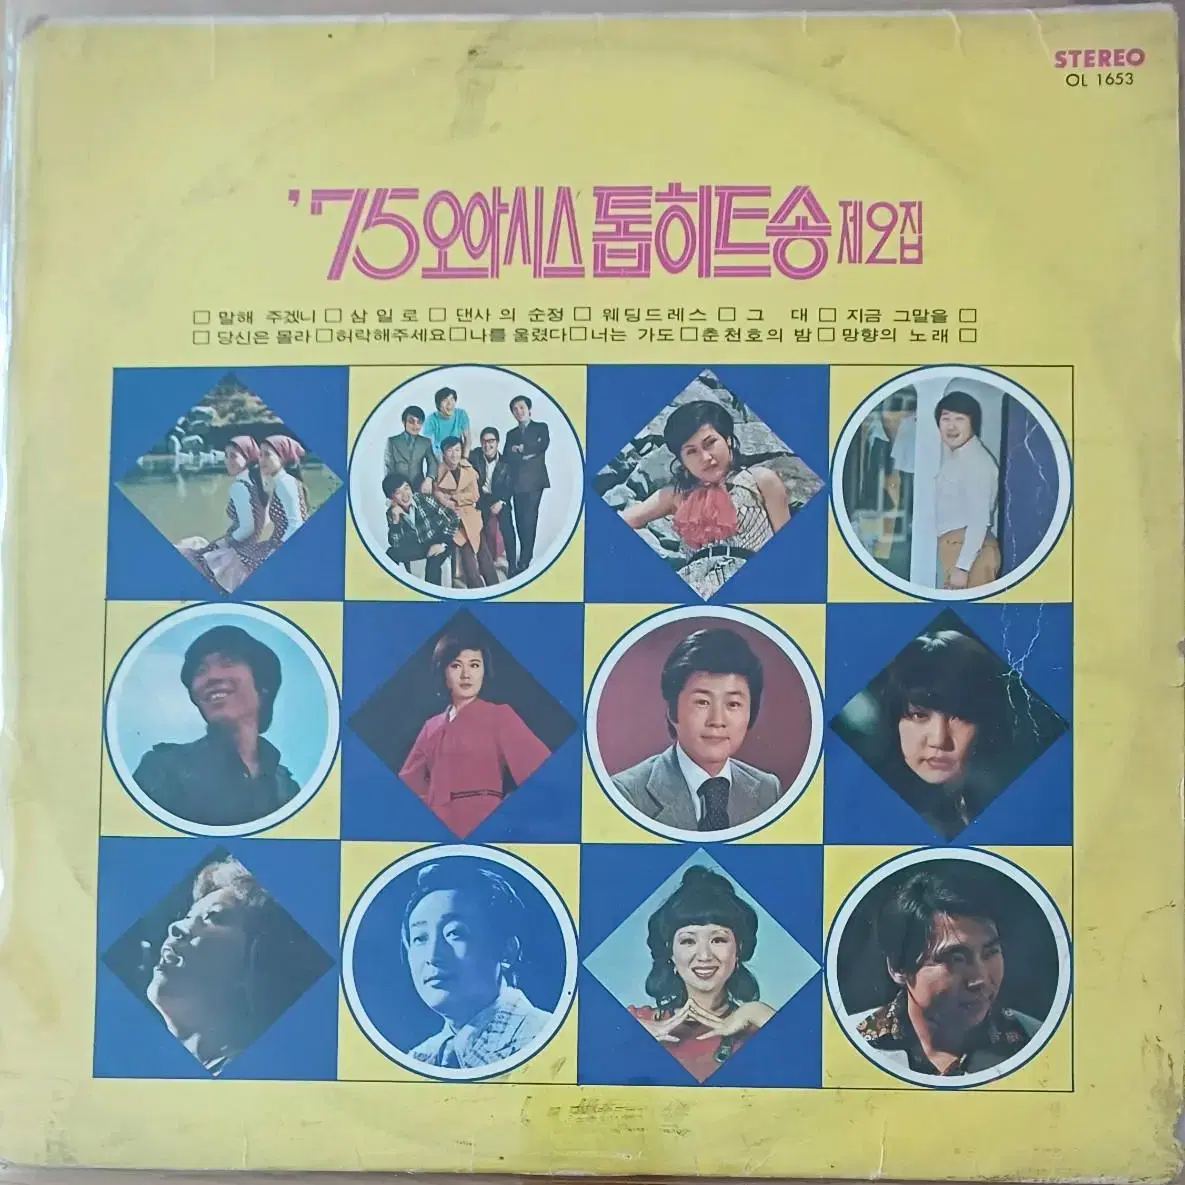 STEREO
OL 1653
'75 오아시스 톱히트송 제2집
□ 말해 주겠니 □ 삼일로 □ 댄사의 순정 □ 웨딩드레스 □ 그 대 □ 지금 그말을 □
□ 당신은 몰라 □ 허락해주세요 □ 나를 울렸다 □ 너는 가도 □ 춘천호의 밤 □ 망향의 노래 □